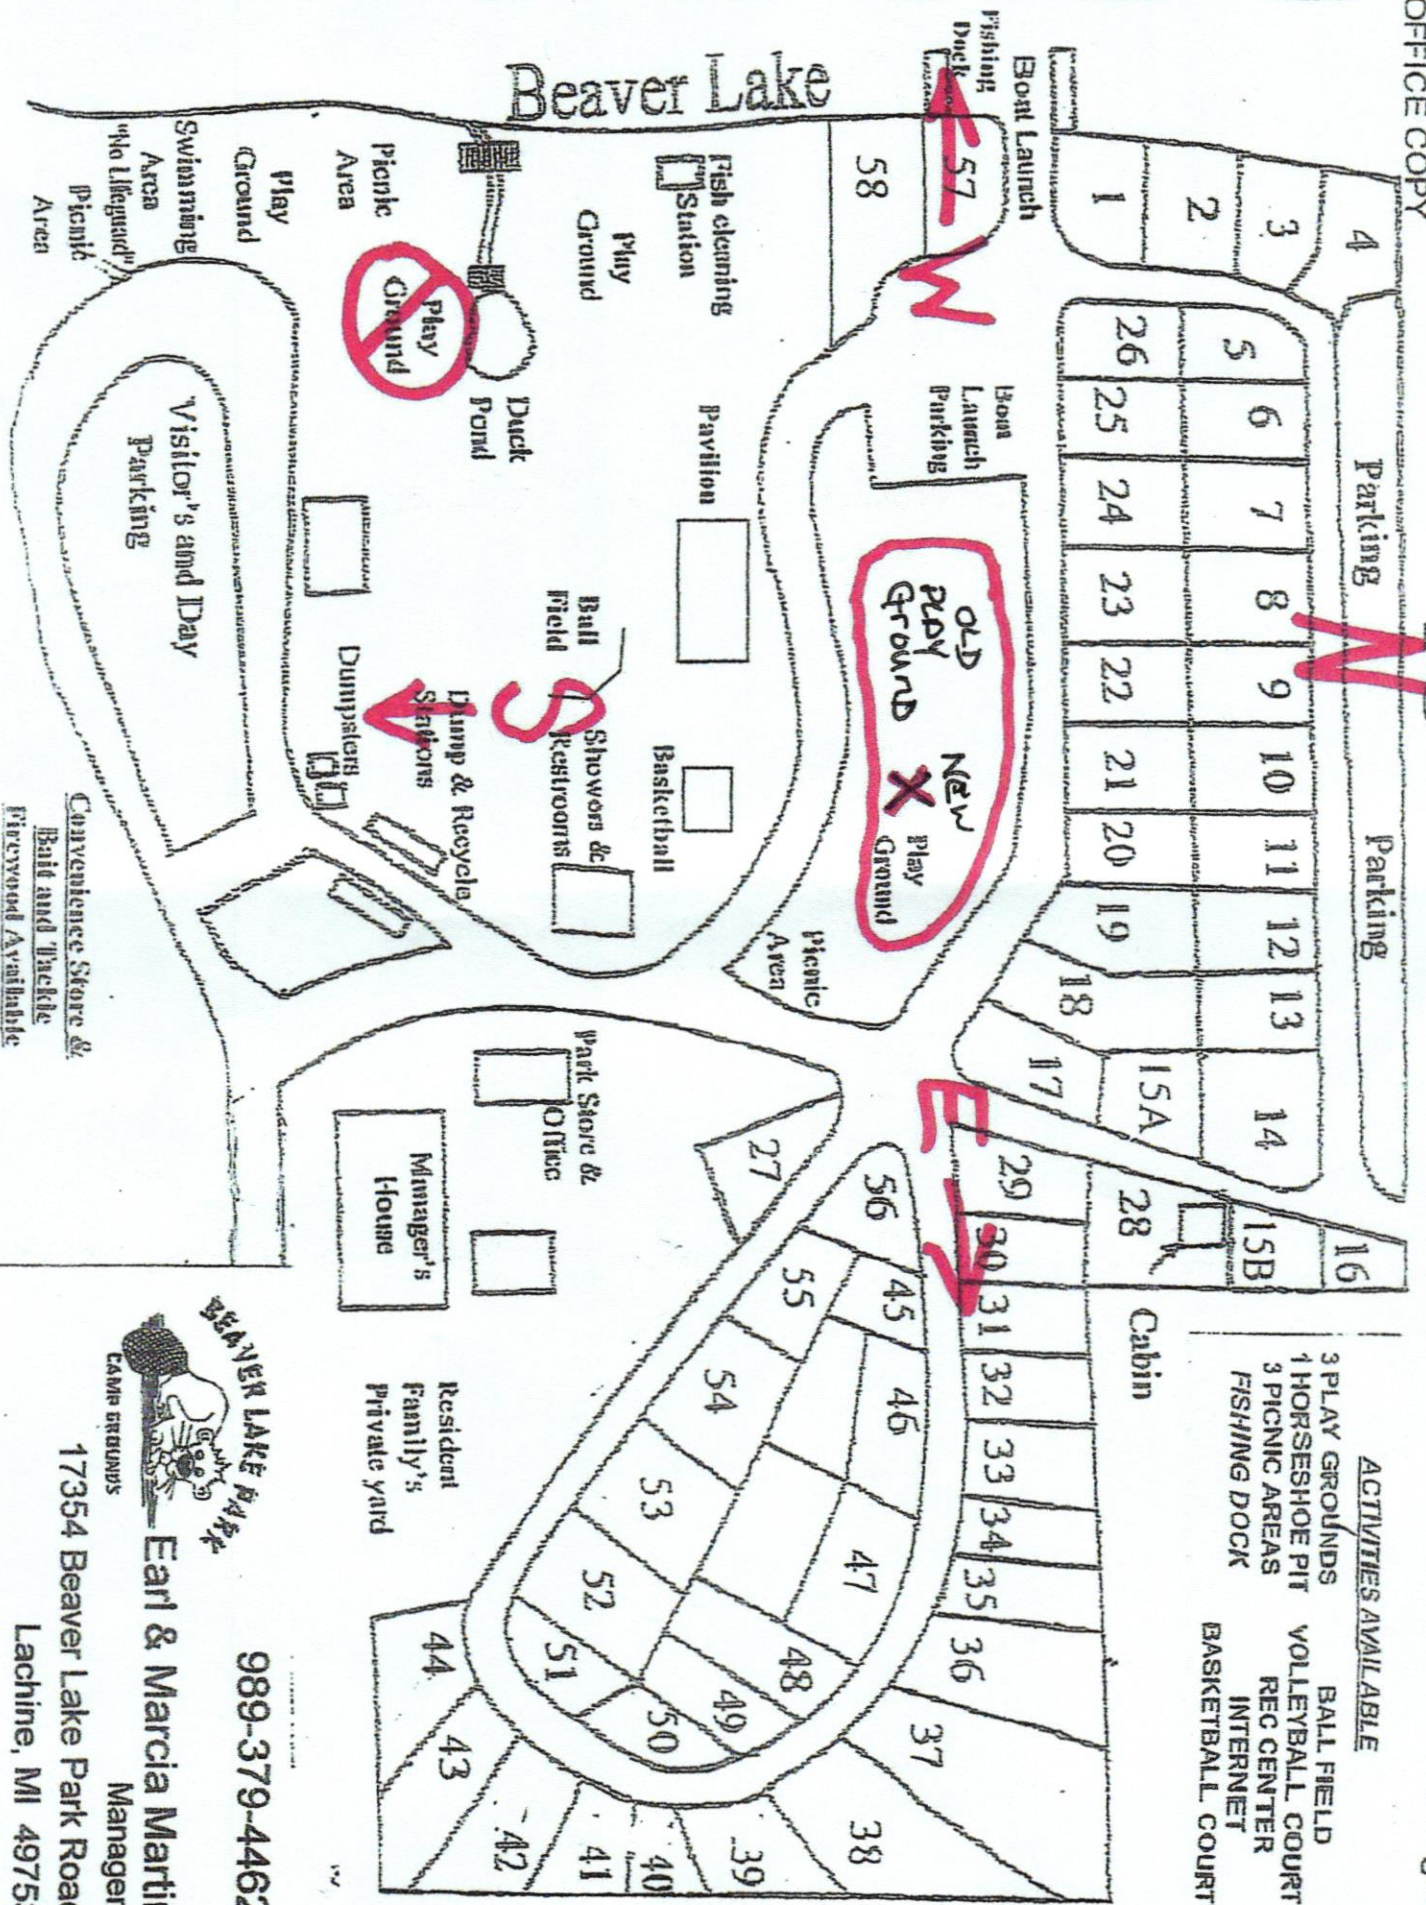 OFFICE COPY
Beaver Lake
Fishing
Dock
Boat Launch
57
58
1
2
3
4
W
N
Parking
Parking
5
6
7
8
9
10
11
12
13
14
26
25
24
23
22
21
20
19
18
17
15A
15B
16
28
Cabin
Boat
Launch
Parking
OLD
PLAY
GROUND
NEW
X
Play
Ground
Picnic
Area
Fish cleaning
Station
Play
Ground
Pavilion
Basketball
Ball
Field
Showers &
Restrooms
S
Dump & Recycle
Stations
Dumpsters
Duck
Pond
Play
Ground
Picnic
Area
Play
Ground
Swimming
Area
"No Lifeguard"
Picnic
Area
Visitor's and Day
Parking
Convenience Store &
Bait and Tackle
Firewood Available
Park Store &
Office
Manager's
House
Resident
Family's
Private yard
E
27
29
30
31
32
33
34
35
36
37
38
39
40
41
42
43
44
56
45
46
47
48
49
50
51
52
53
54
55
ACTIVITIES AVAILABLE
3 PLAY GROUNDS
1 HORSESHOE PIT
3 PICNIC AREAS
FISHING DOCK
BALL FIELD
VOLLEYBALL COURT
REC CENTER
INTERNET
BASKETBALL COURT
BEAVER LAKE PARK
CAMP GROUNDS
989-379-4462
Earl & Marcia Martin
Manager
17354 Beaver Lake Park Road
Lachine, MI 4975